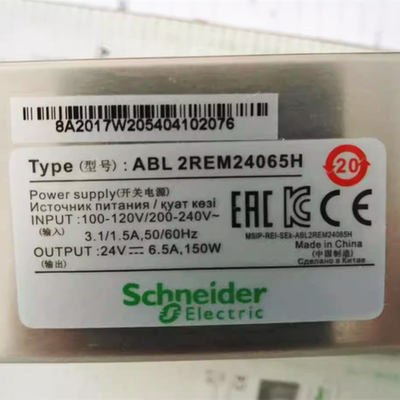 8A2017W205404102076
Type (型号) : ABL 2REM24065H
20
Power supply(开关电源)
Источник питания / қуат көзі
INPUT :100-120V/200-240V~
(输入)
3.1/1.5A,50/60Hz
OUTPUT :24V⎓ 6.5A,150W
(输出)
EAC
MSIP-REI-SEk-ABL2REM24065H
Made in China
(中国制造)
Сделано в Китае
Schneider
Electric